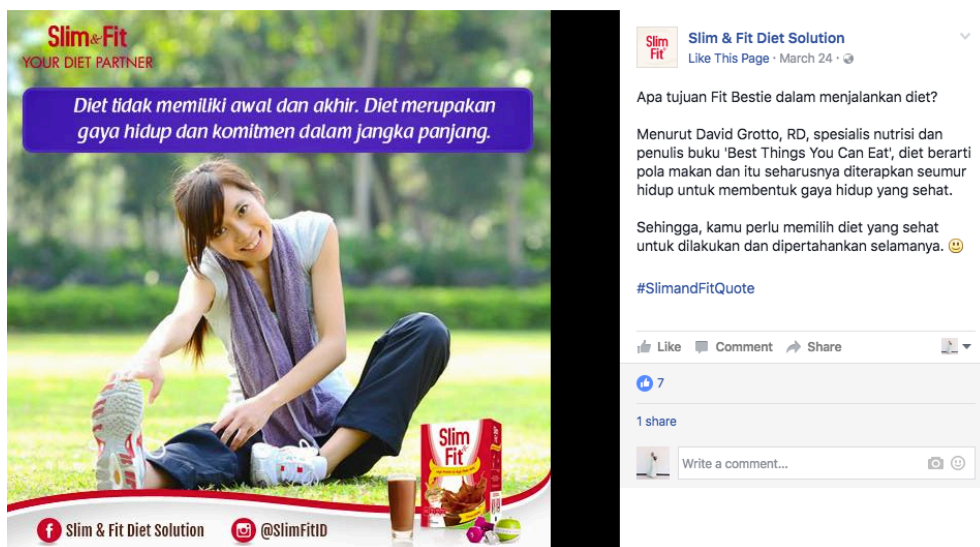 Slim & Fit
YOUR DIET PARTNER
Diet tidak memiliki awal dan akhir. Diet merupakan
gaya hidup dan komitmen dalam jangka panjang.
Slim & Fit
Slim & Fit Diet Solution
@SlimFitID
Slim & Fit
Slim & Fit Diet Solution
Like This Page · March 24 ·
Apa tujuan Fit Bestie dalam menjalankan diet?
Menurut David Grotto, RD, spesialis nutrisi dan
penulis buku 'Best Things You Can Eat', diet berarti
pola makan dan itu seharusnya diterapkan seumur
hidup untuk membentuk gaya hidup yang sehat.
Sehingga, kamu perlu memilih diet yang sehat
untuk dilakukan dan dipertahankan selamanya. 🙂
#SlimandFitQuote
Like Comment Share
7
1 share
Write a comment...